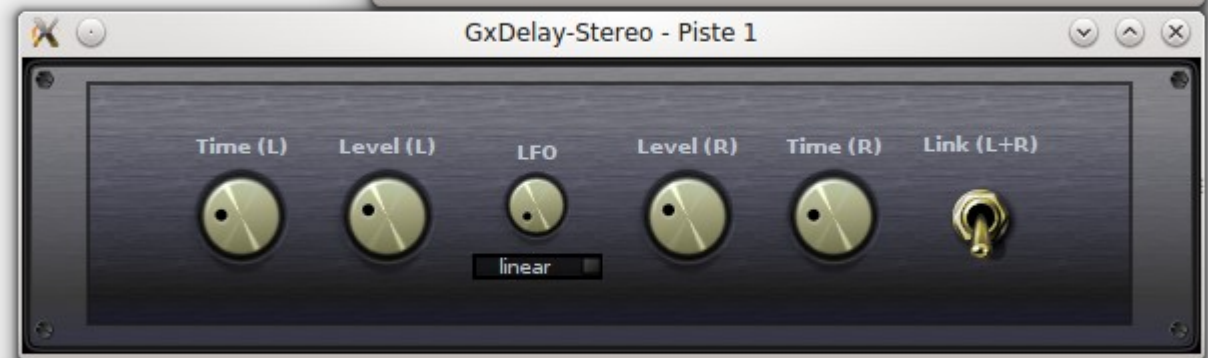 GxDelay-Stereo - Piste 1
Time (L) Level (L) LFO Level (R) Time (R) Link (L+R)
linear